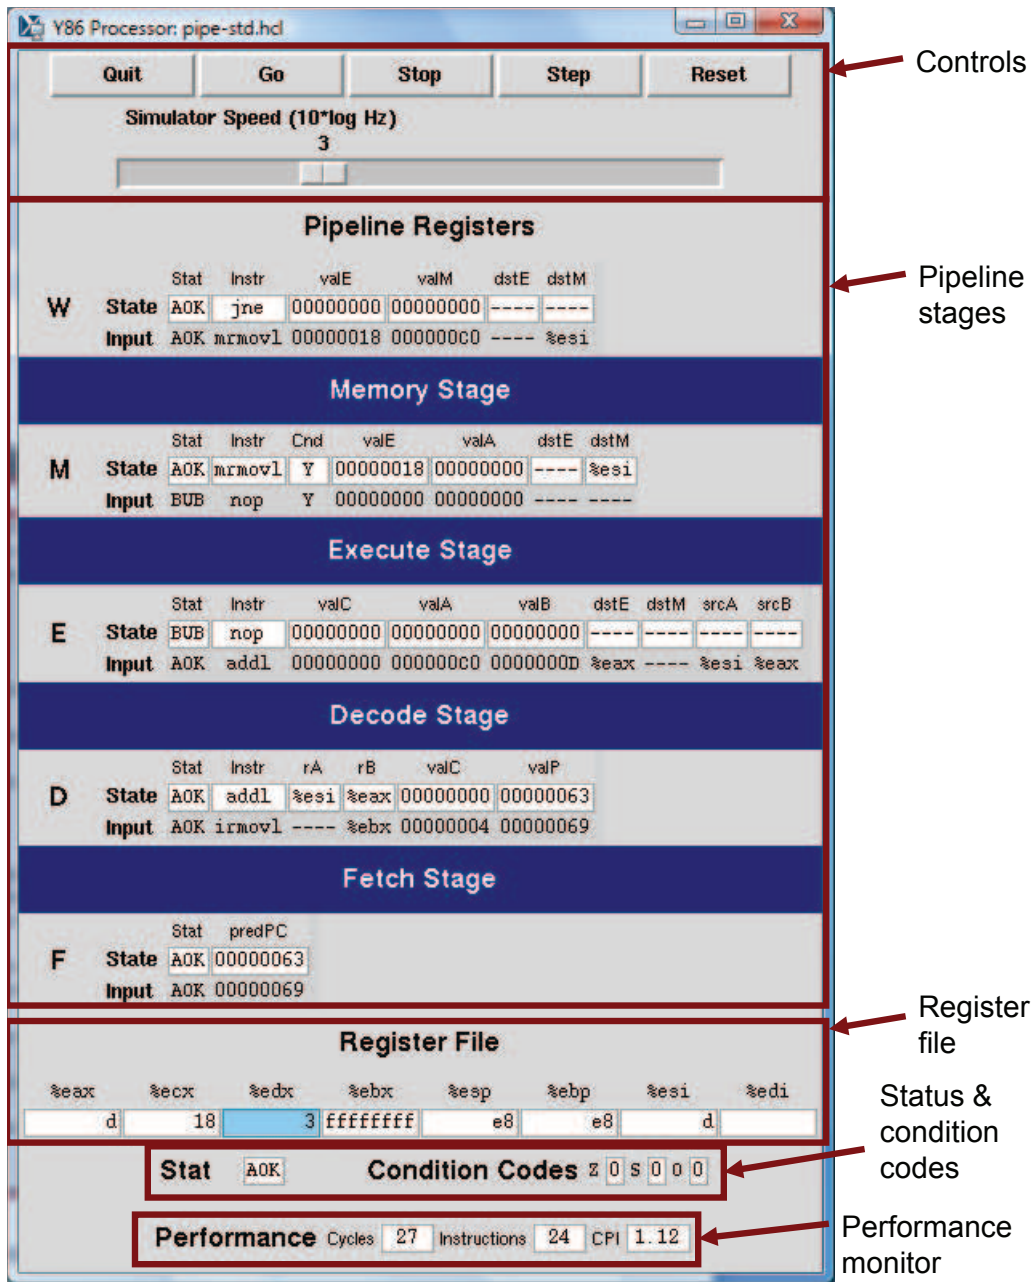 Y86 Processor: pipe-std.hcl
Quit Go Stop Step Reset
Controls
Simulator Speed (10*log Hz)
3
Pipeline Registers
Pipeline
stages
Stat Instr valE valM dstE dstM
W State AOK jne 00000000 00000000 ---- ----
Input AOK mrmovl 00000018 000000C0 ---- %esi
Memory Stage
Stat Instr Cnd valE valA dstE dstM
M State AOK mrmovl Y 00000018 00000000 ---- %esi
Input BUB nop Y 00000000 00000000 ---- ----
Execute Stage
Stat Instr valC valA valB dstE dstM srcA srcB
E State BUB nop 00000000 00000000 00000000 ---- ---- ---- ----
Input AOK addl 00000000 000000C0 0000000D %eax ---- %esi %eax
Decode Stage
Stat Instr rA rB valC valP
D State AOK addl %esi %eax 00000000 00000063
Input AOK irmovl ---- %ebx 00000004 00000069
Fetch Stage
Stat predPC
F State AOK 00000063
Input AOK 00000069
Register
file
Register File
%eax %ecx %edx %ebx %esp %ebp %esi %edi
d 18 3 ffffffff e8 e8 d
Status &
condition
codes
Stat AOK Condition Codes Z 0 S 0 O 0
Performance Cycles 27 Instructions 24 CPI 1.12
Performance
monitor